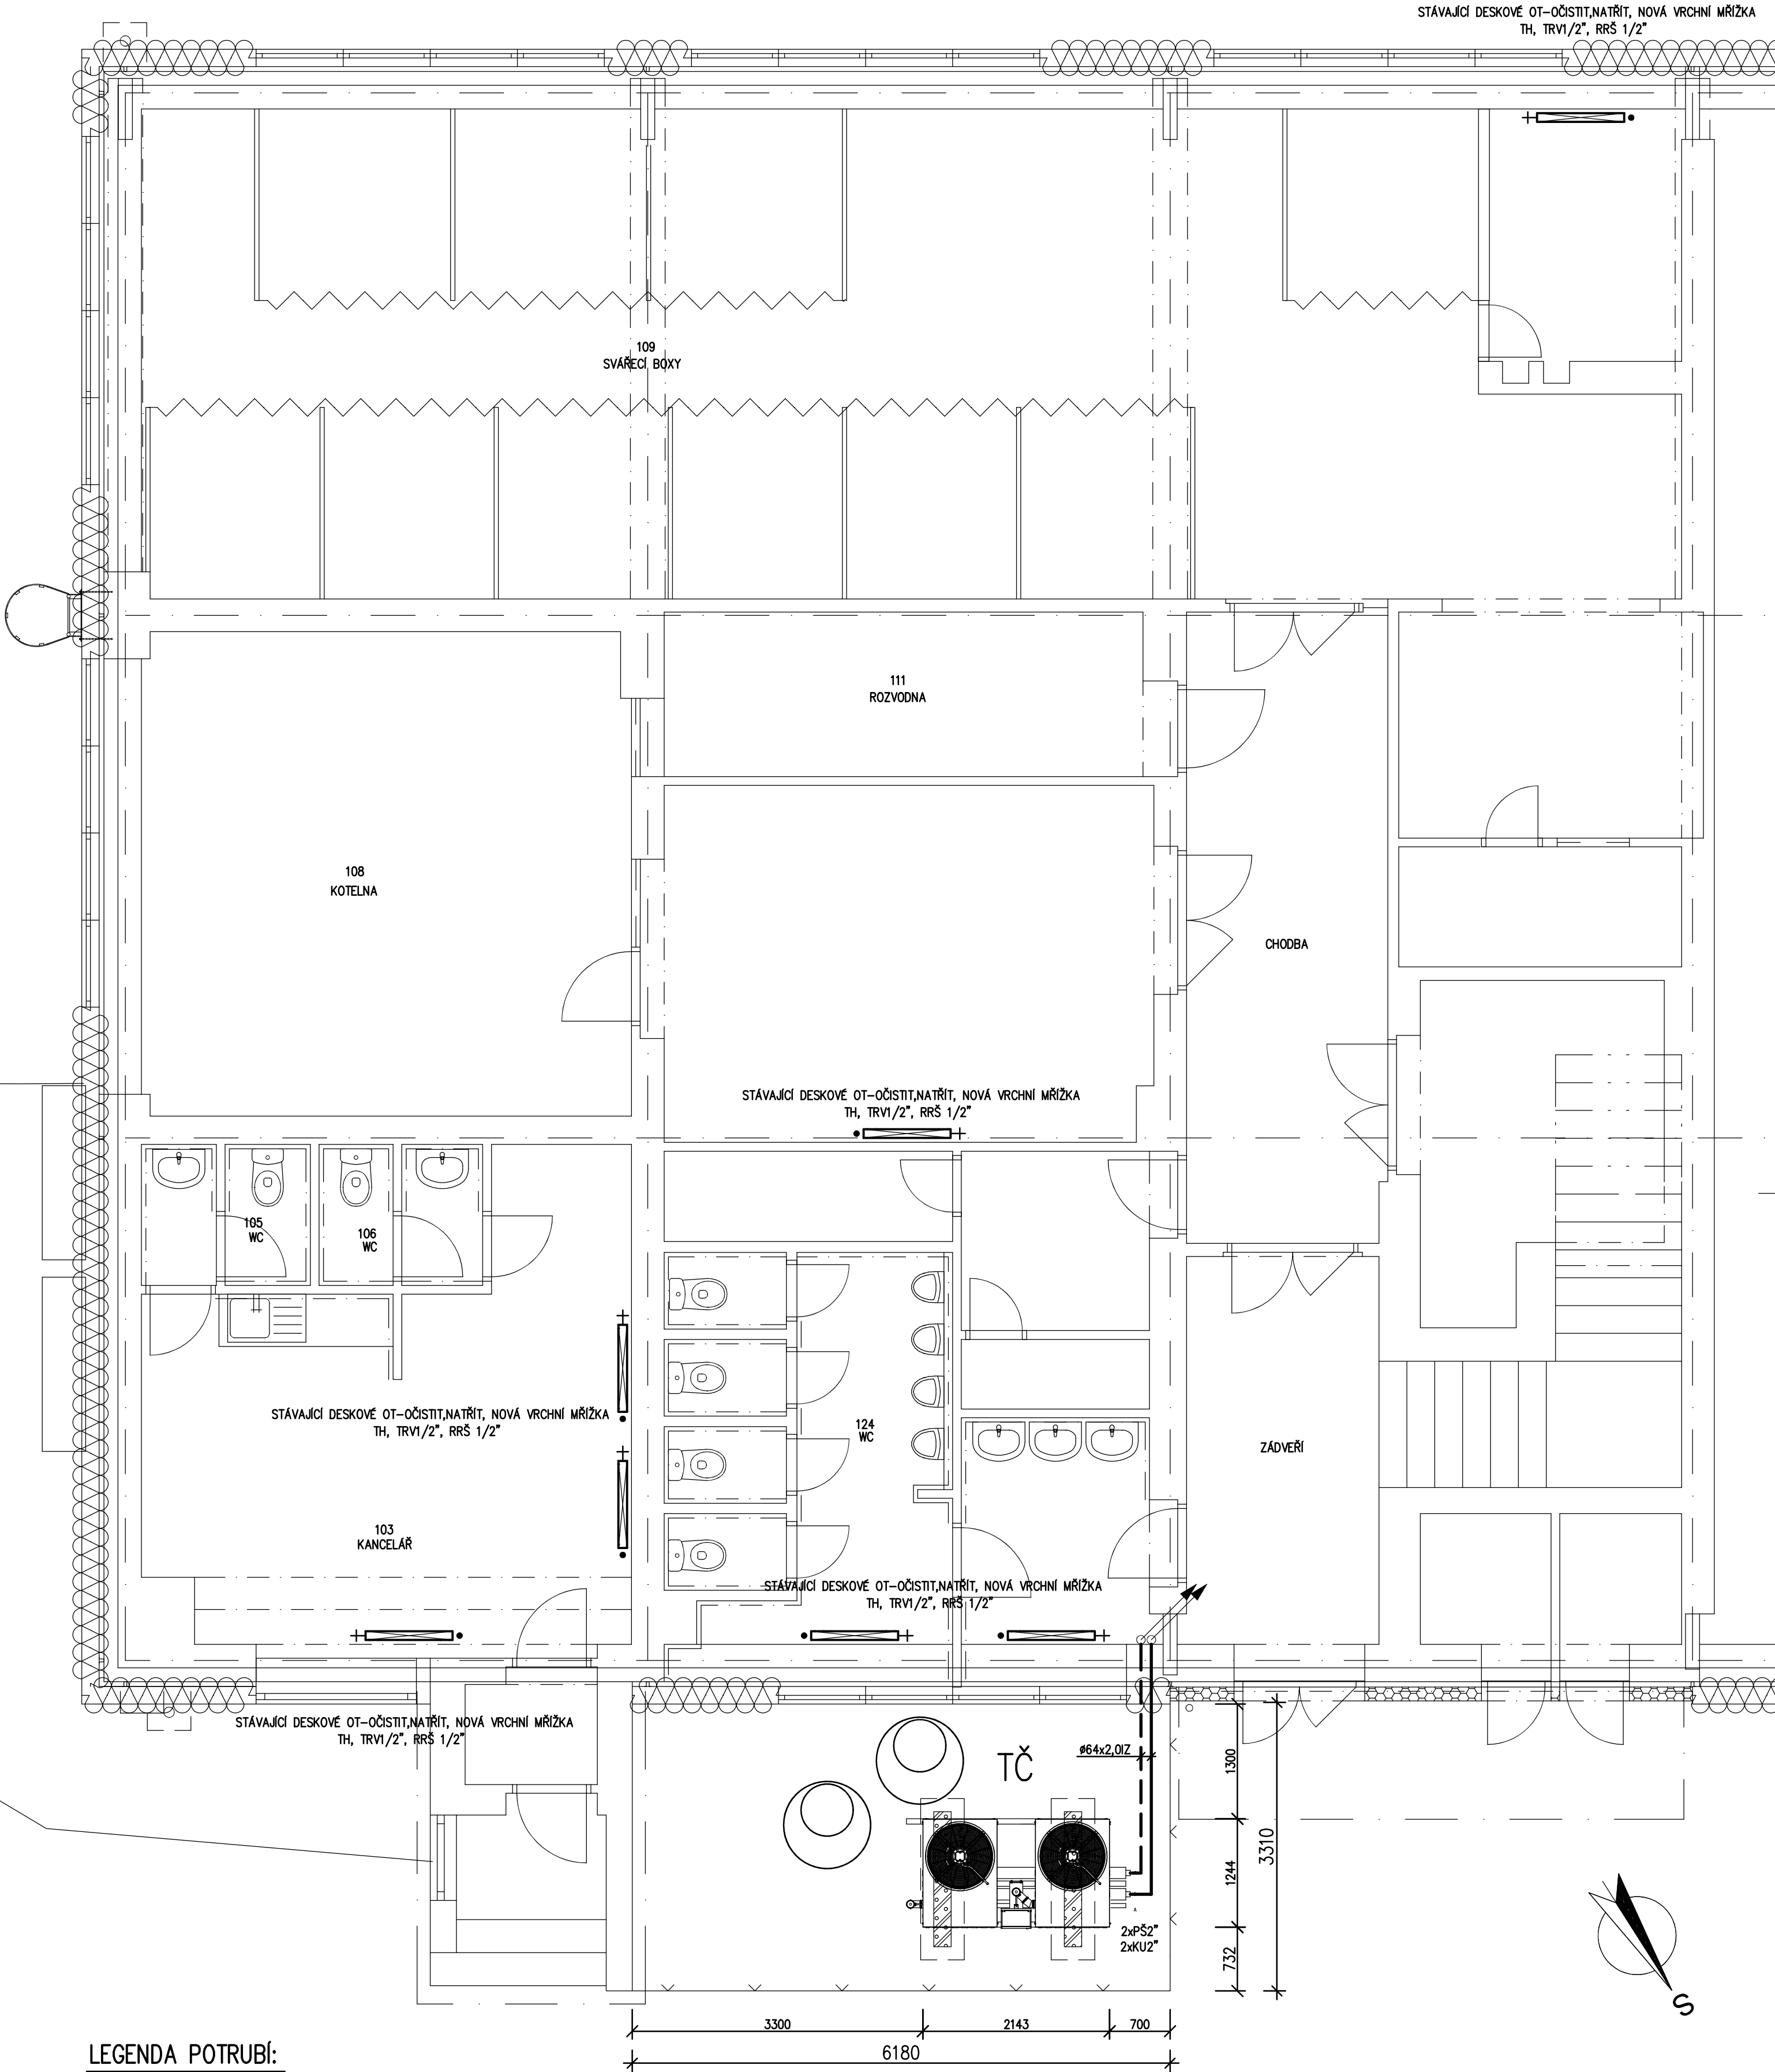 STÁVAJÍCÍ DESKOVÉ OT-OČISTIT,NATŘÍT, NOVÁ VRCHNÍ MŘÍŽKA
TH, TRV1/2", RRŠ 1/2"
109
SVÁŘECÍ BOXY
111
ROZVODNA
108
KOTELNA
CHODBA
STÁVAJÍCÍ DESKOVÉ OT-OČISTIT,NATŘÍT, NOVÁ VRCHNÍ MŘÍŽKA
TH, TRV1/2", RRŠ 1/2"
105
WC
106
WC
STÁVAJÍCÍ DESKOVÉ OT-OČISTIT,NATŘÍT, NOVÁ VRCHNÍ MŘÍŽKA
TH, TRV1/2", RRŠ 1/2"
124
WC
ZÁDVEŘÍ
103
KANCELÁŘ
STÁVAJÍCÍ DESKOVÉ OT-OČISTIT,NATŘÍT, NOVÁ VRCHNÍ MŘÍŽKA
TH, TRV1/2", RRŠ 1/2"
STÁVAJÍCÍ DESKOVÉ OT-OČISTIT,NATŘÍT, NOVÁ VRCHNÍ MŘÍŽKA
TH, TRV1/2", RRŠ 1/2"
TČ
ø64x2,0IZ
1300
3310
1244
732
2xPŠ2"
2xKU2"
S
3300
2143
700
6180
LEGENDA POTRUBÍ: